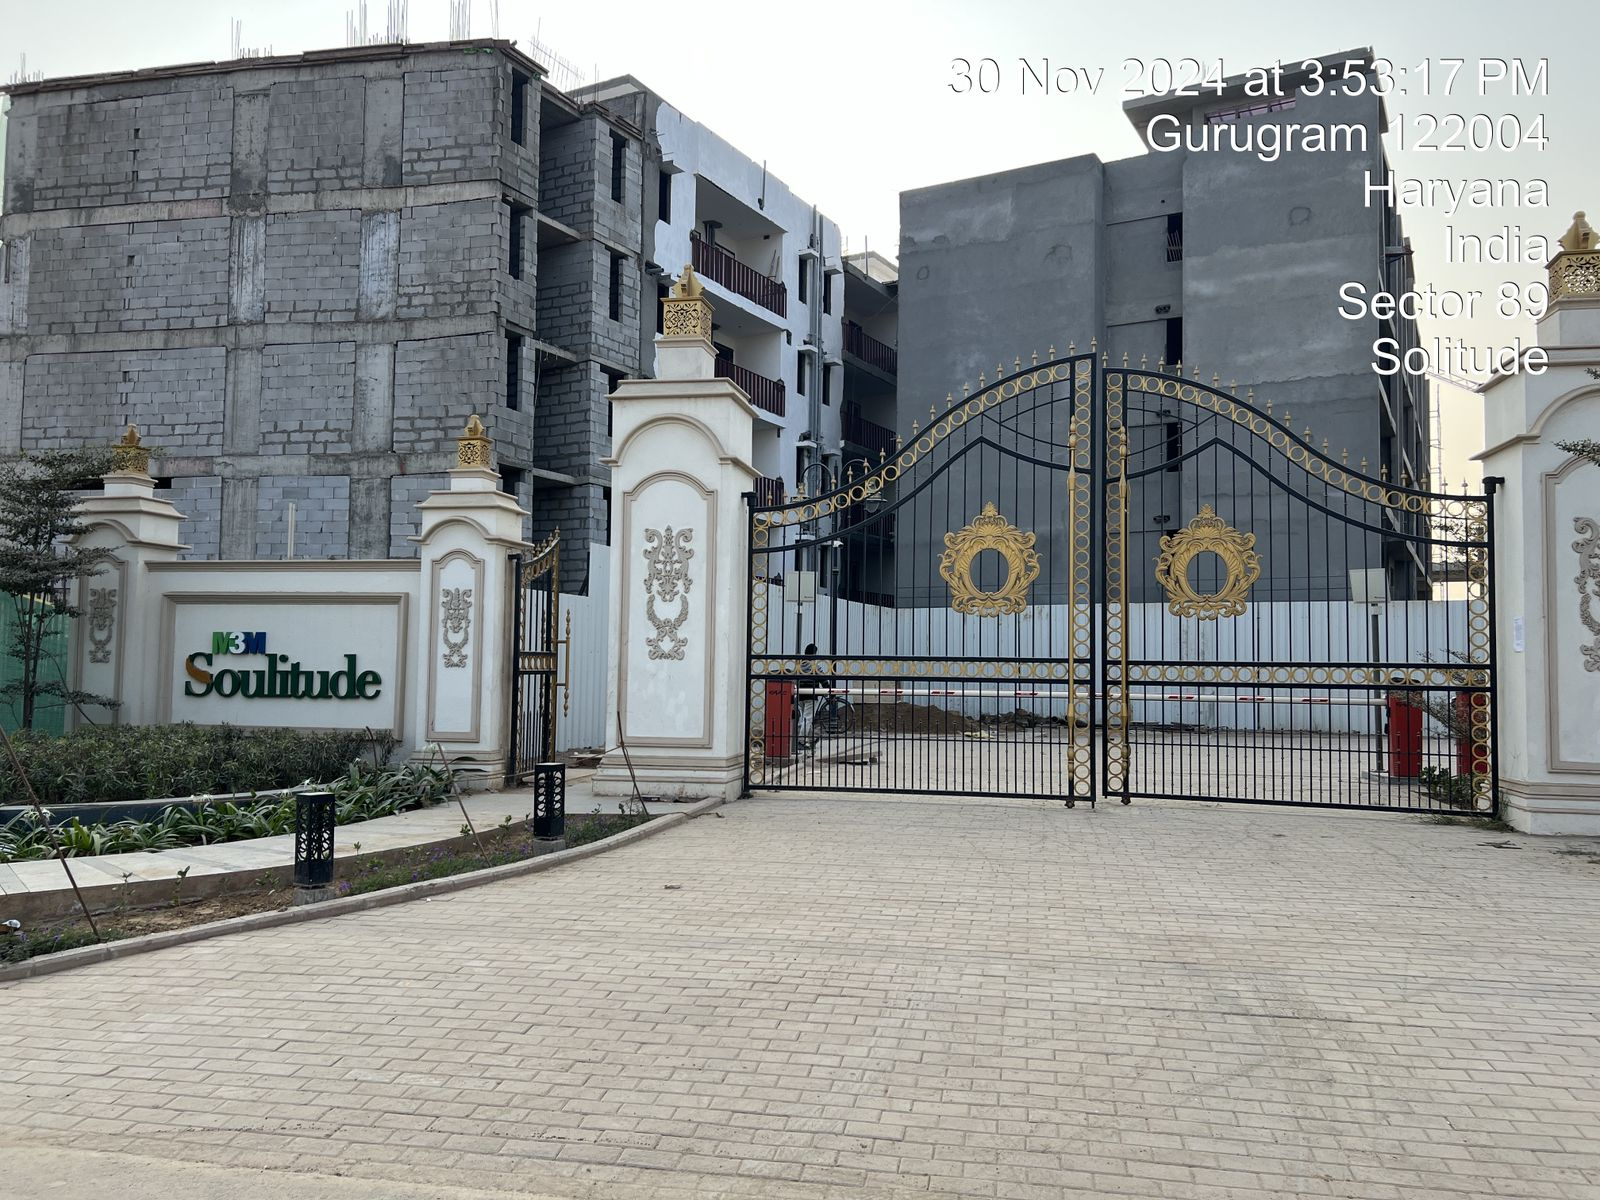 30 Nov 2024 at 3:53:17 PM
Gurugram 122004
Haryana
India
Sector 89
Solitude
M3M
Soulitude